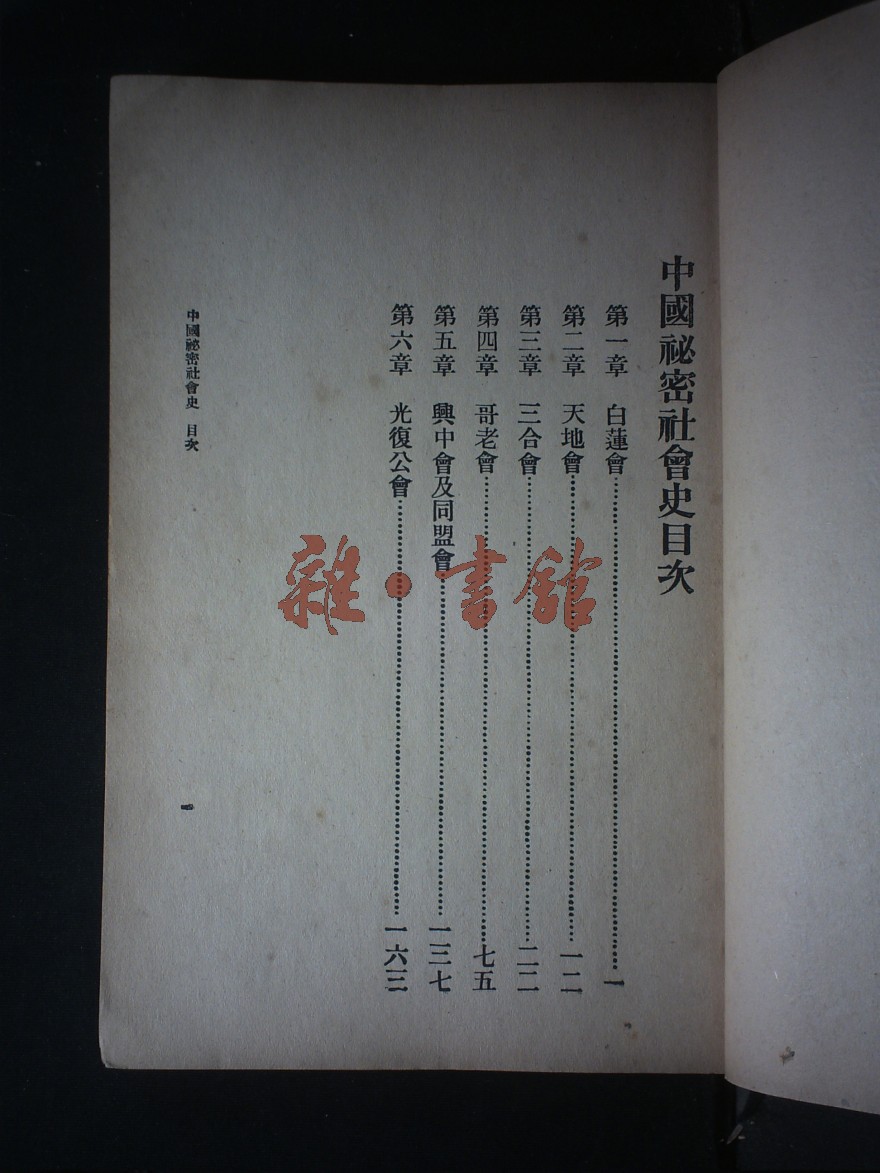 中國祕密社會史目次
第一章　白蓮會………一
第二章　天地會………一二
第三章　三合會………二二
第四章　哥老會………七五
第五章　興中會及同盟會………一三七
第六章　光復公會………一六三
中國祕密社會史　目次
一
雜·書館